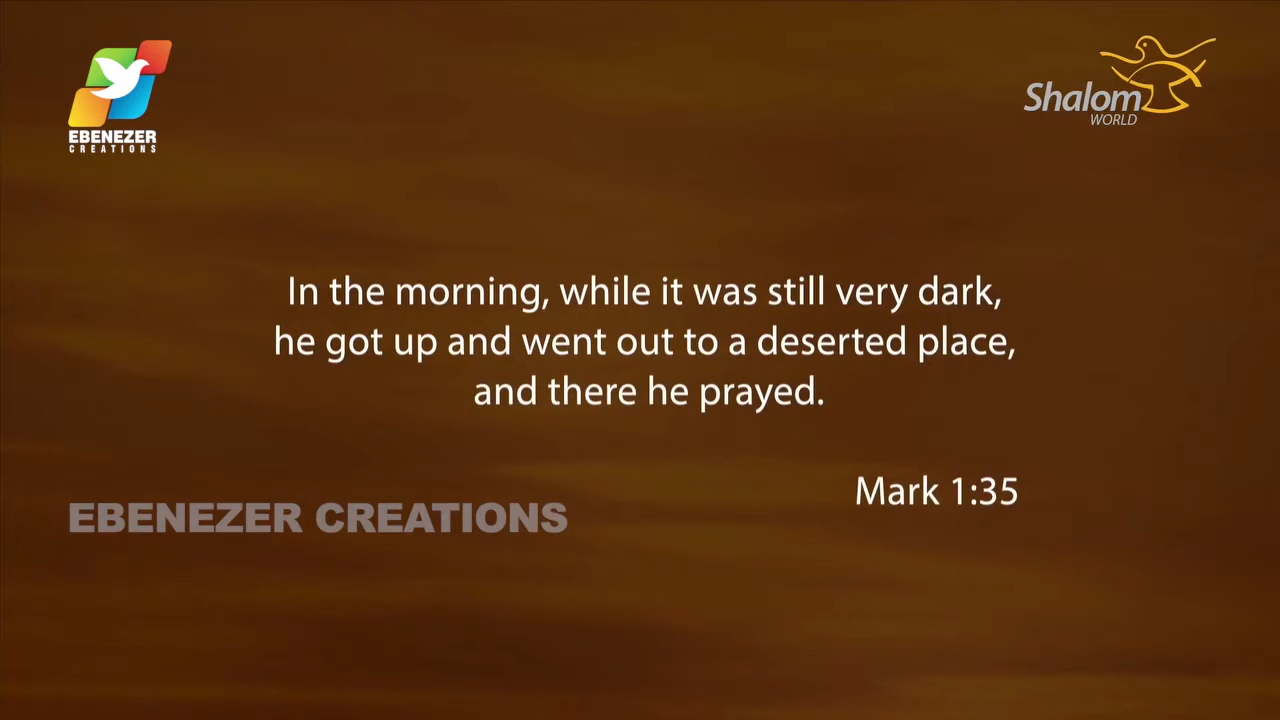 EBENEZER
CREATIONS
Shalom
WORLD
In the morning, while it was still very dark,
he got up and went out to a deserted place,
and there he prayed.
Mark 1:35
EBENEZER CREATIONS